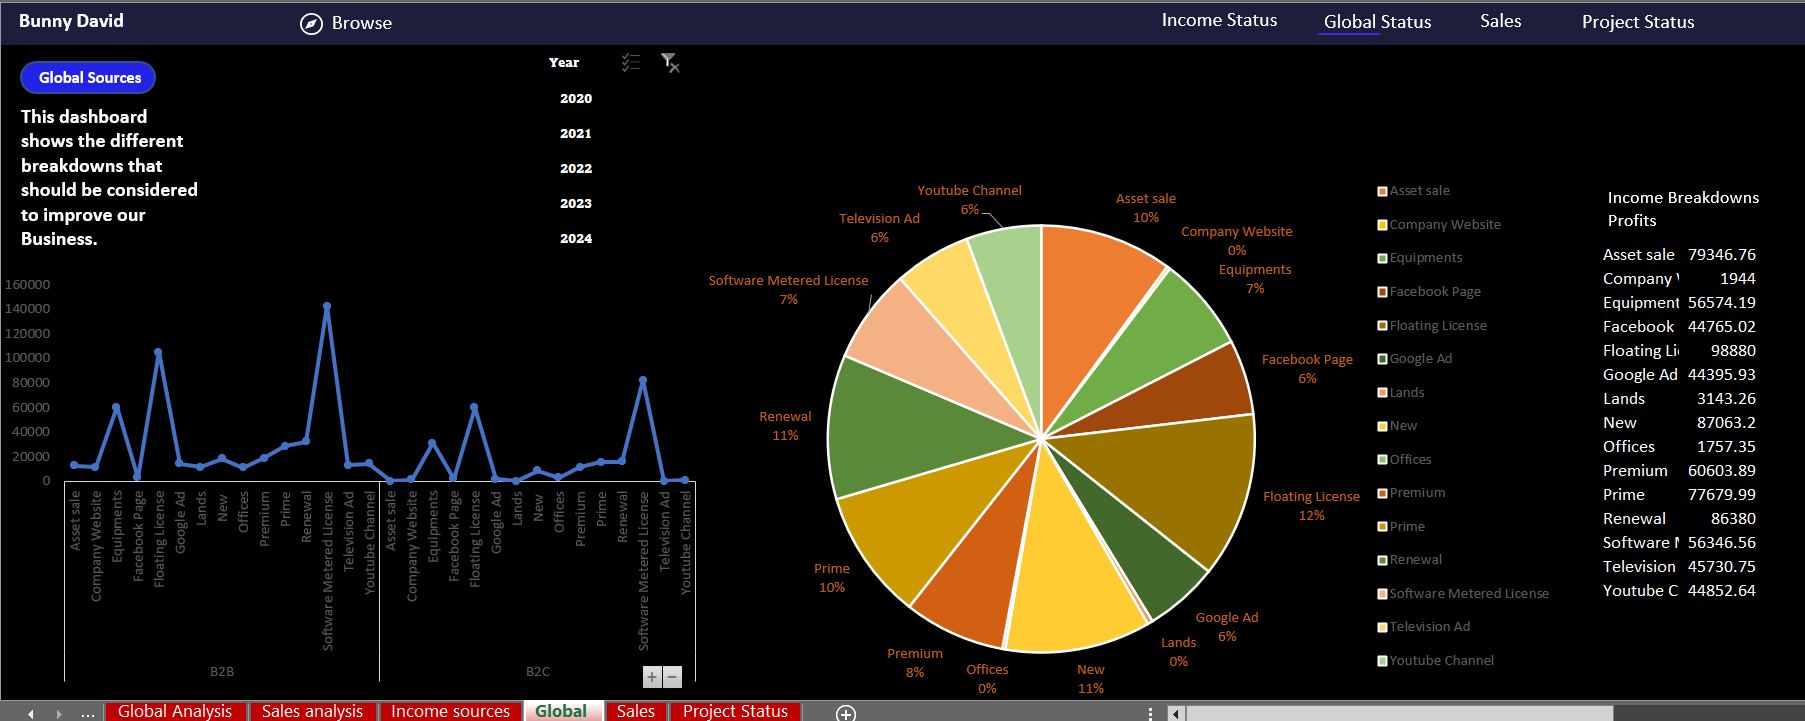 Bunny David
Browse
Income Status
Global Status
Sales
Project Status
Global Sources
This dashboard
shows the different
breakdowns that
should be considered
to improve our
Business.
Year
2020
2021
2022
2023
2024
160000
140000
120000
100000
80000
60000
40000
20000
0
Asset sale
Company Website
Equipments
Facebook Page
Floating License
Google Ad
Lands
New
Offices
Premium
Prime
Renewal
Software Metered License
Television Ad
Youtube Channel
Asset sale
Company Website
Equipments
Facebook Page
Floating License
Google Ad
Lands
New
Offices
Premium
Prime
Renewal
Software Metered License
Television Ad
Youtube Channel
B2B
B2C
+ −
Youtube Channel
6%
Asset sale
10%
Company Website
0%
Equipments
7%
Facebook Page
6%
Floating License
12%
Google Ad
6%
Lands
0%
New
11%
Offices
0%
Premium
8%
Prime
10%
Renewal
11%
Software Metered License
7%
Television Ad
6%
Asset sale
Company Website
Equipments
Facebook Page
Floating License
Google Ad
Lands
New
Offices
Premium
Prime
Renewal
Software Metered License
Television Ad
Youtube Channel
Income Breakdowns
Profits
Asset sale 79346.76
Company 1944
Equipment 56574.19
Facebook 44765.02
Floating Li 98880
Google Ad 44395.93
Lands 3143.26
New 87063.2
Offices 1757.35
Premium 60603.89
Prime 77679.99
Renewal 86380
Software 56346.56
Television 45730.75
Youtube C 44852.64
... Global Analysis Sales analysis Income sources Global Sales Project Status